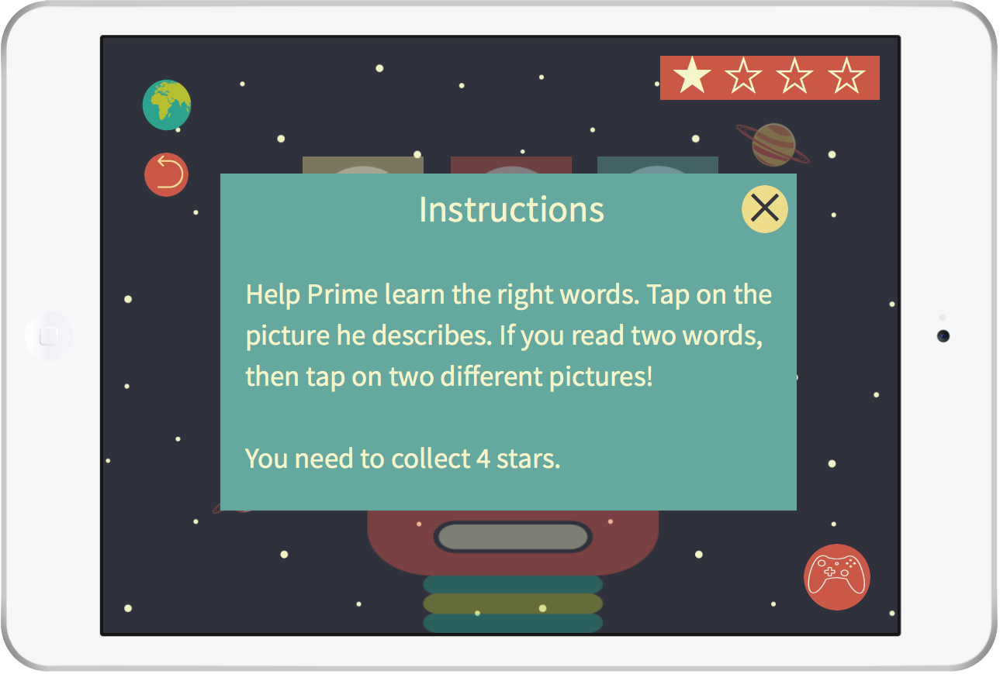 Instructions
Help Prime learn the right words. Tap on the
picture he describes. If you read two words,
then tap on two different pictures!
You need to collect 4 stars.